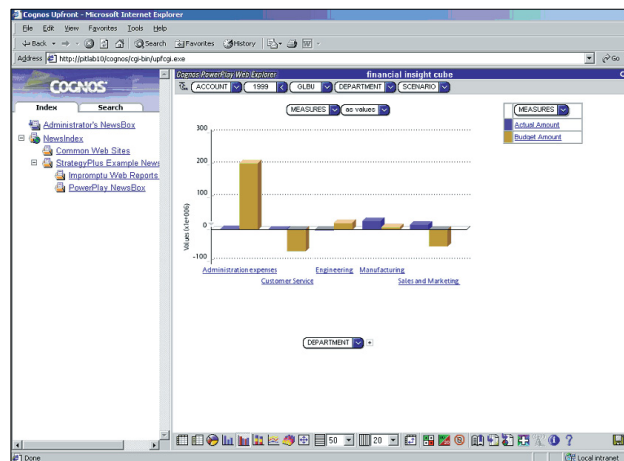 Cognos Upfront - Microsoft Internet Explorer
File Edit View Favorites Tools Help
Back Search Favorites History
Address http://pitlab10/cognos/cgi-bin/upfcgi.exe Go
COGNOS
Index Search
Administrator's NewsBox
NewsIndex
Common Web Sites
StrategyPlus Example News
Impromptu Web Reports
PowerPlay NewsBox
Cognos PowerPlay Web Explorer financial insight cube
ACCOUNT 1999 GLBU DEPARTMENT SCENARIO
MEASURES as values
MEASURES
Actual Amount
Budget Amount
300
200
100
0
-100
Values (x1e+006)
Administration expenses Engineering Manufacturing
Customer Service Sales and Marketing
DEPARTMENT
50 20
Done Local intranet